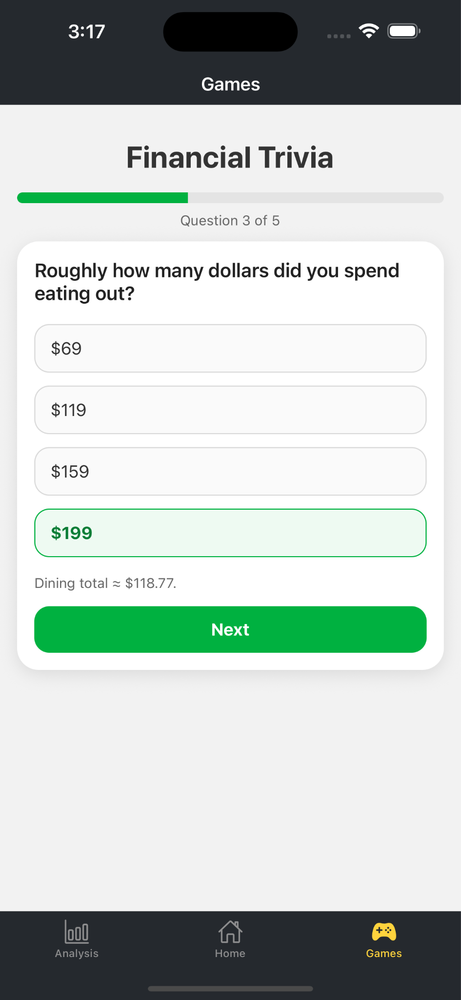 3:17
Games
Financial Trivia
Question 3 of 5
Roughly how many dollars did you spend
eating out?
$69
$119
$159
$199
Dining total ≈ $118.77.
Next
Analysis
Home
Games